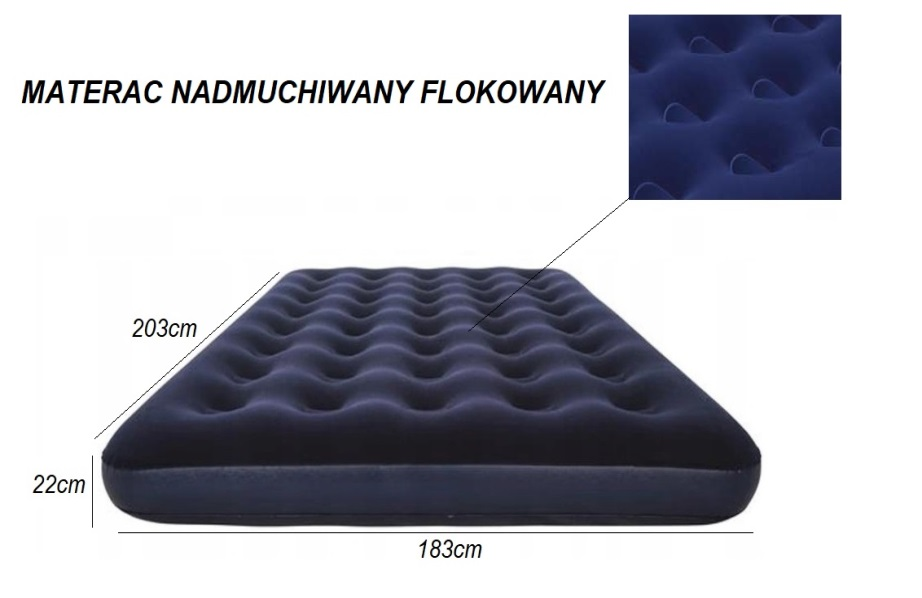 MATERAC NADMUCHIWANY FLOKOWANY
203cm
22cm
183cm